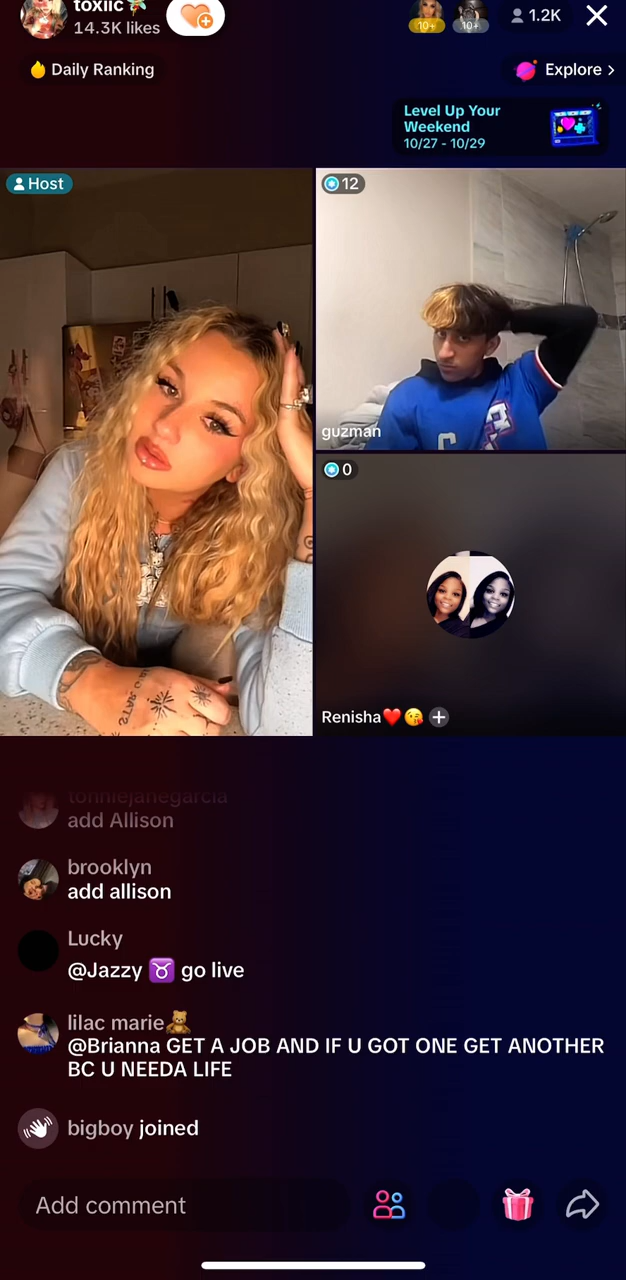 toxiic🧚
14.3K likes
10+
10+
1.2K
Daily Ranking
Explore >
Level Up Your
Weekend
10/27 - 10/29
Host
12
guzman
0
Renisha❤️😘
tonniejanegarcia
add Allison
brooklyn
add allison
Lucky
@Jazzy ♉ go live
lilac marie🧸
@Brianna GET A JOB AND IF U GOT ONE GET ANOTHER
BC U NEEDA LIFE
bigboy joined
Add comment